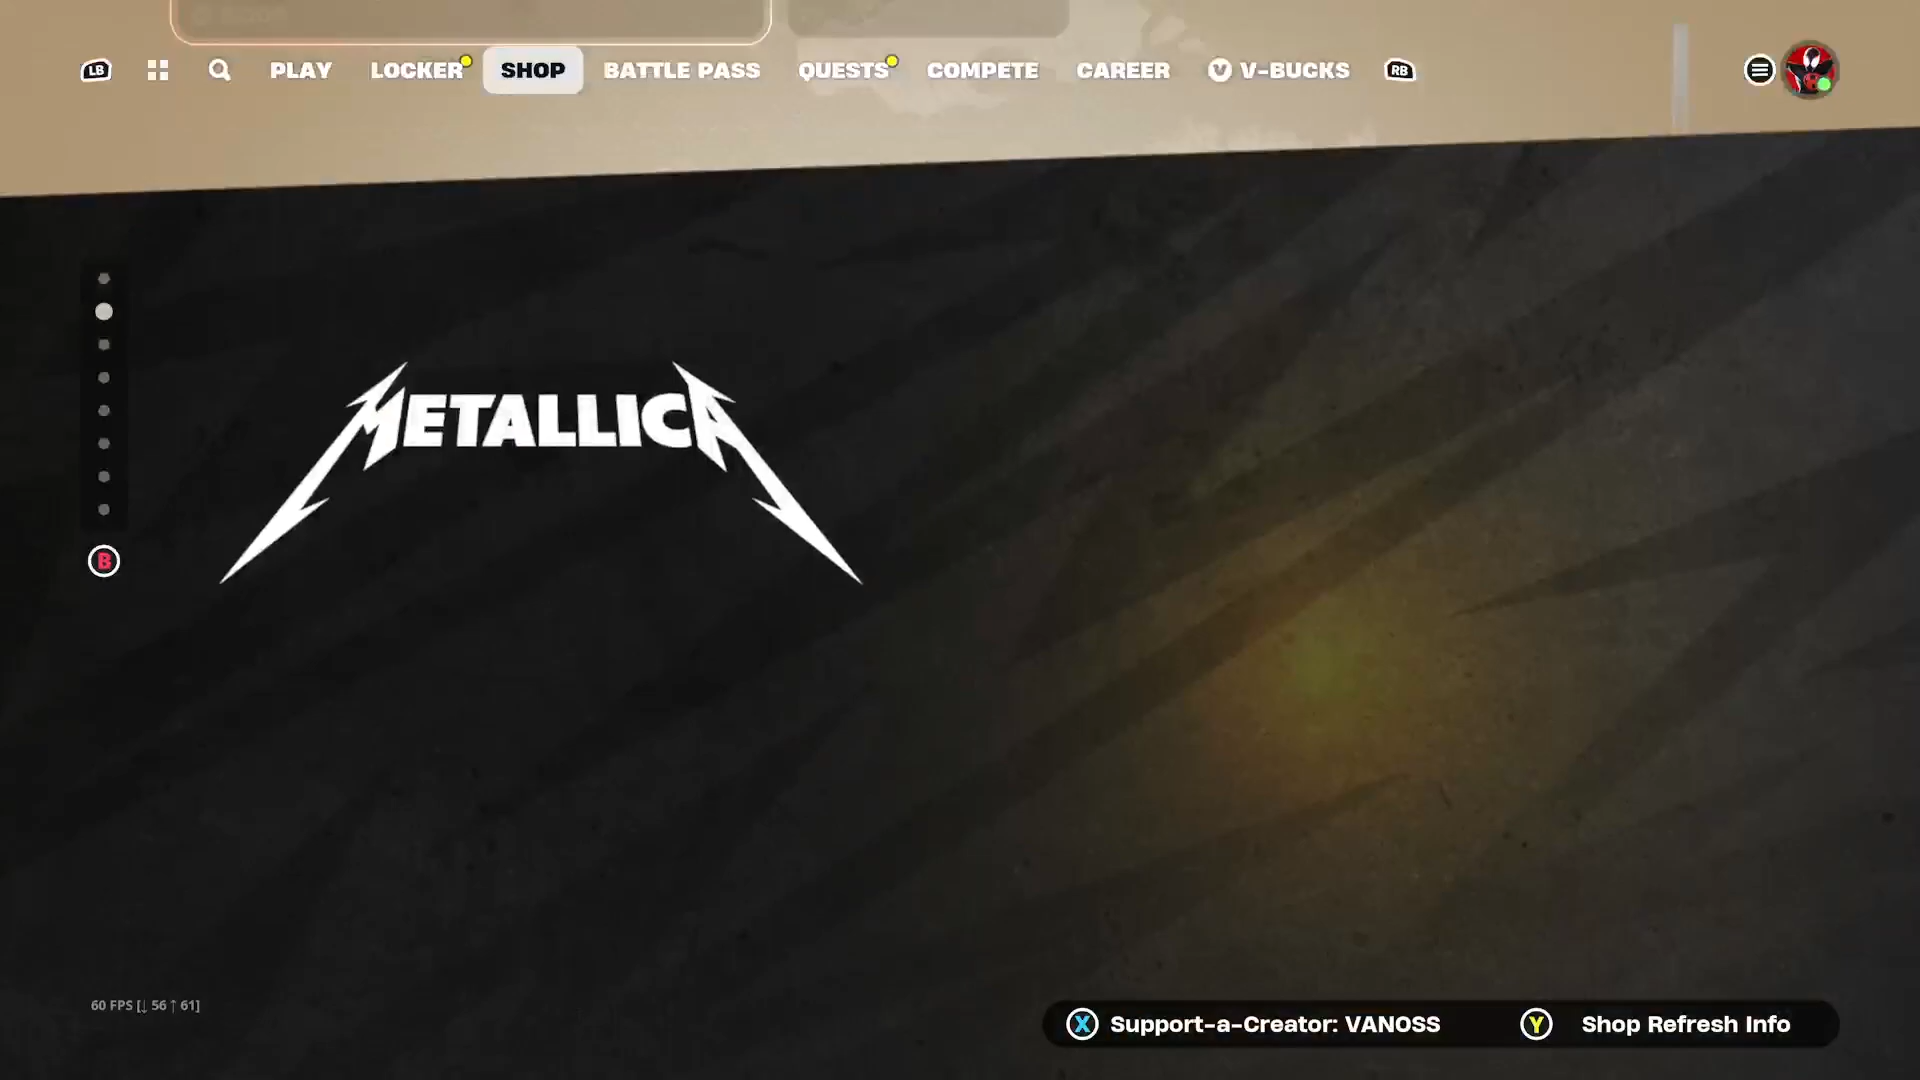 LB PLAY LOCKER SHOP BATTLE PASS QUESTS COMPETE CAREER V V-BUCKS RB
METALLICA
B
60 FPS [↓ 56 ↑ 61]
X Support-a-Creator: VANOSS Y Shop Refresh Info